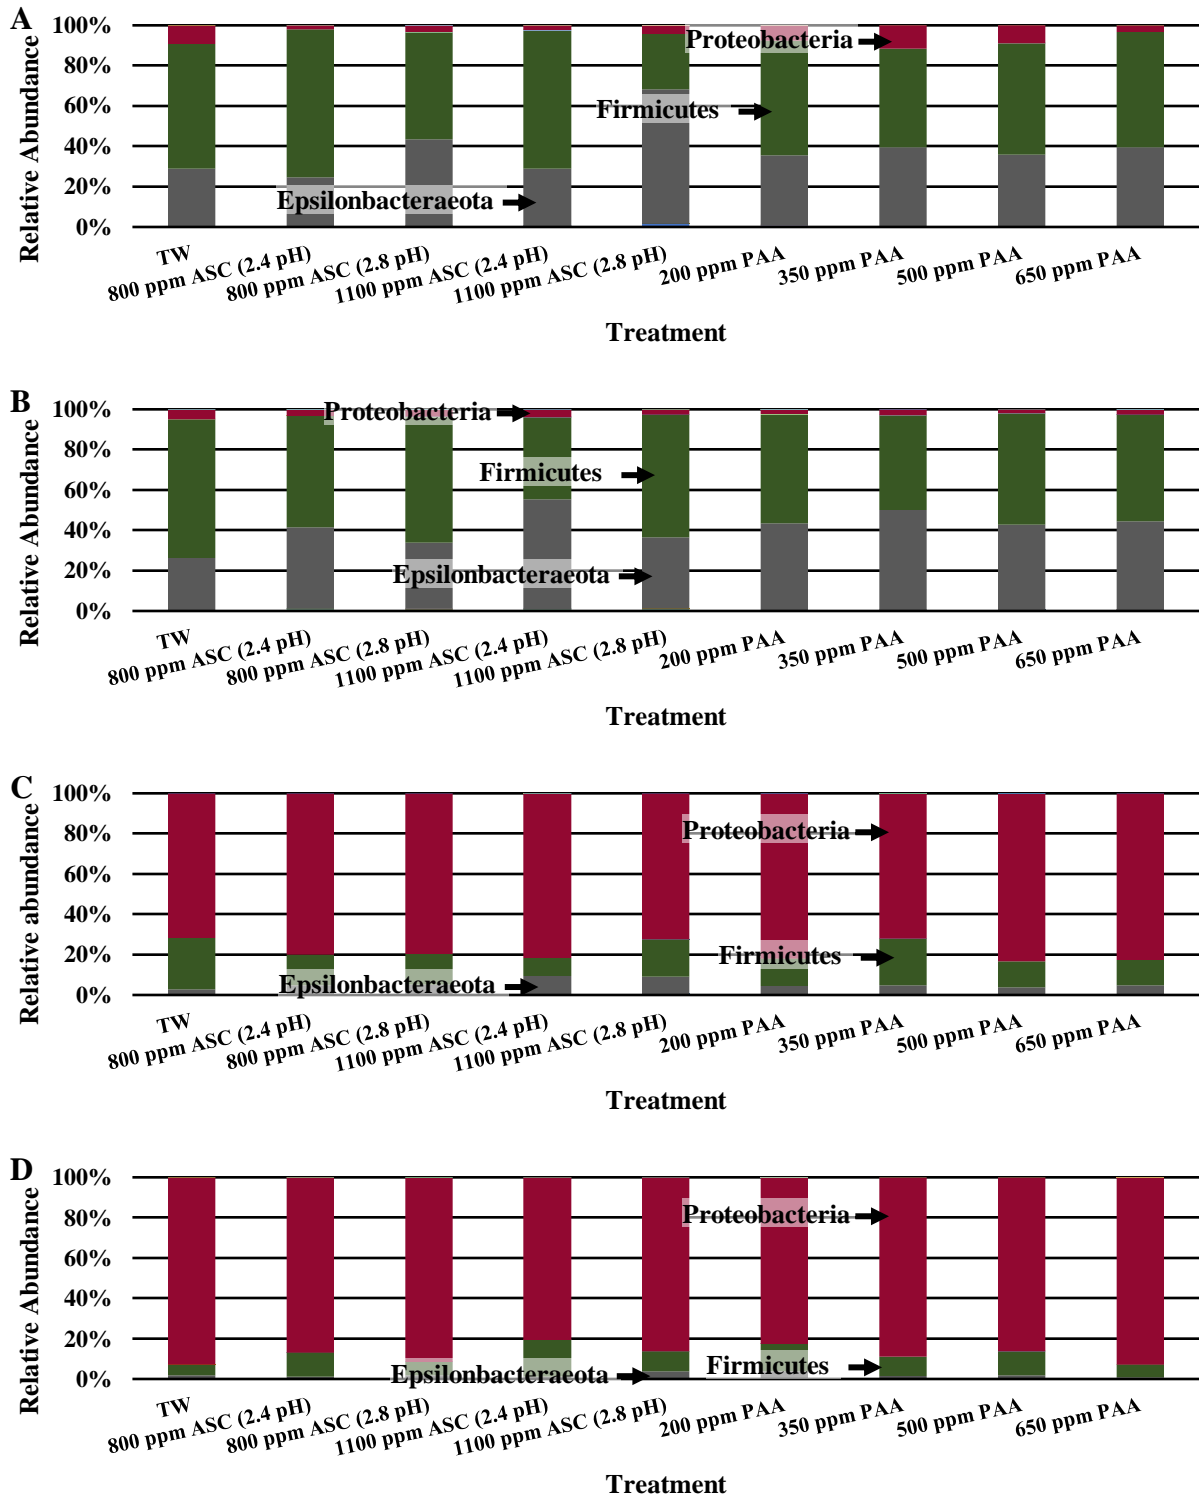 A
Relative Abundance
100%
80%
60%
40%
20%
0%
Proteobacteria
Firmicutes
Epsilonbacteraeota
TW
800 ppm ASC (2.4 pH)
800 ppm ASC (2.8 pH)
1100 ppm ASC (2.4 pH)
1100 ppm ASC (2.8 pH)
200 ppm PAA
350 ppm PAA
500 ppm PAA
650 ppm PAA
Treatment
B
Relative Abundance
100%
80%
60%
40%
20%
0%
Proteobacteria
Firmicutes
Epsilonbacteraeota
TW
800 ppm ASC (2.4 pH)
800 ppm ASC (2.8 pH)
1100 ppm ASC (2.4 pH)
1100 ppm ASC (2.8 pH)
200 ppm PAA
350 ppm PAA
500 ppm PAA
650 ppm PAA
Treatment
C
Relative abundance
100%
80%
60%
40%
20%
0%
Proteobacteria
Firmicutes
Epsilonbacteraeota
TW
800 ppm ASC (2.4 pH)
800 ppm ASC (2.8 pH)
1100 ppm ASC (2.4 pH)
1100 ppm ASC (2.8 pH)
200 ppm PAA
350 ppm PAA
500 ppm PAA
650 ppm PAA
Treatment
D
Relative Abundance
100%
80%
60%
40%
20%
0%
Proteobacteria
Firmicutes
Epsilonbacteraeota
TW
800 ppm ASC (2.4 pH)
800 ppm ASC (2.8 pH)
1100 ppm ASC (2.4 pH)
1100 ppm ASC (2.8 pH)
200 ppm PAA
350 ppm PAA
500 ppm PAA
650 ppm PAA
Treatment